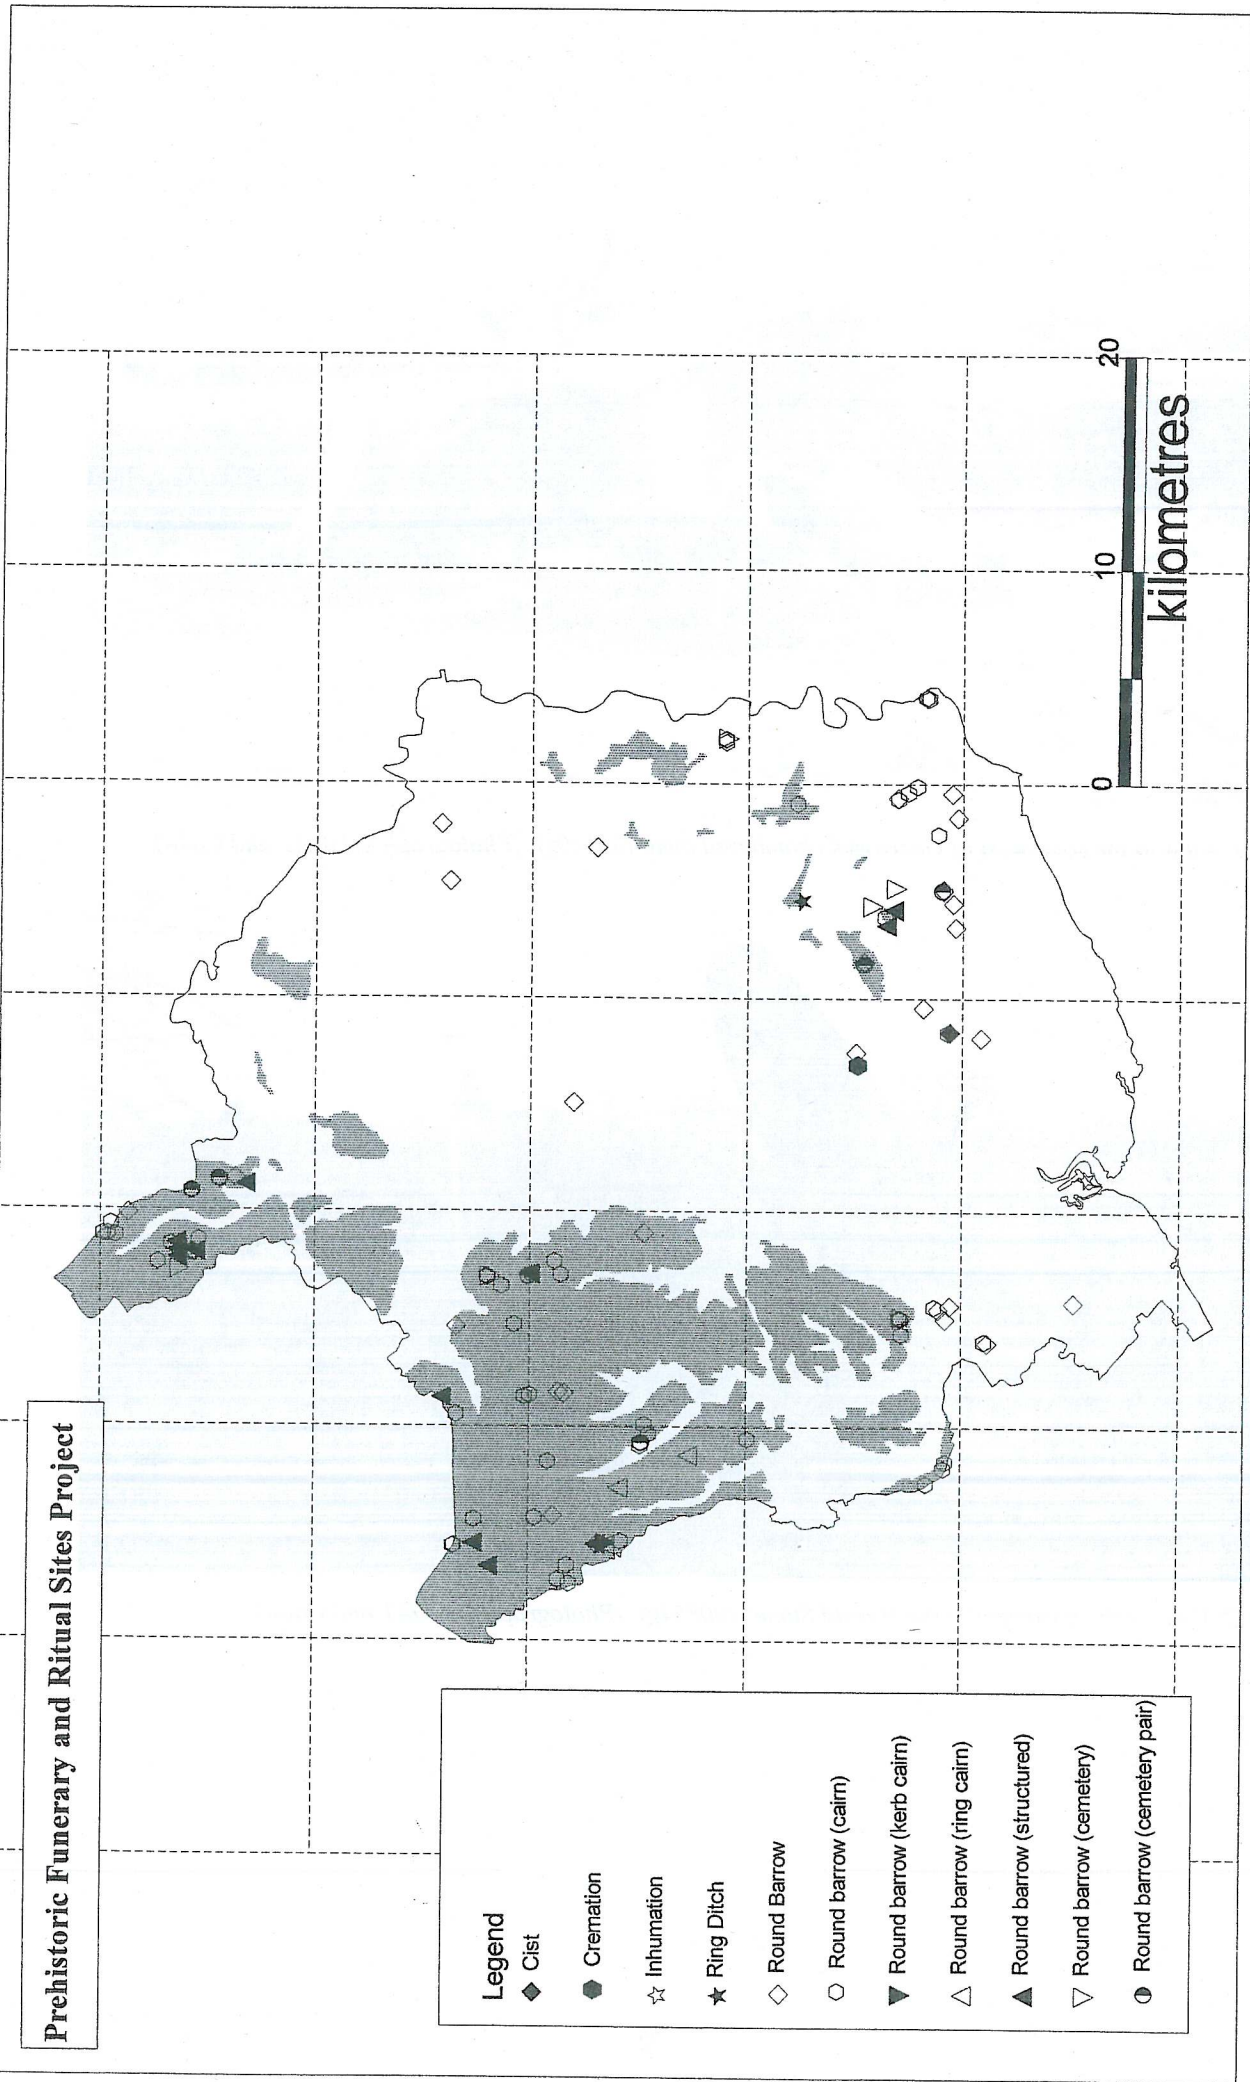 Prehistoric Funerary and Ritual Sites Project
Legend
Cist
Cremation
Inhumation
Ring Ditch
Round Barrow
Round barrow (cairn)
Round barrow (kerb cairn)
Round barrow (ring cairn)
Round barrow (structured)
Round barrow (cemetery)
Round barrow (cemetery pair)
0 10 20
kilometres